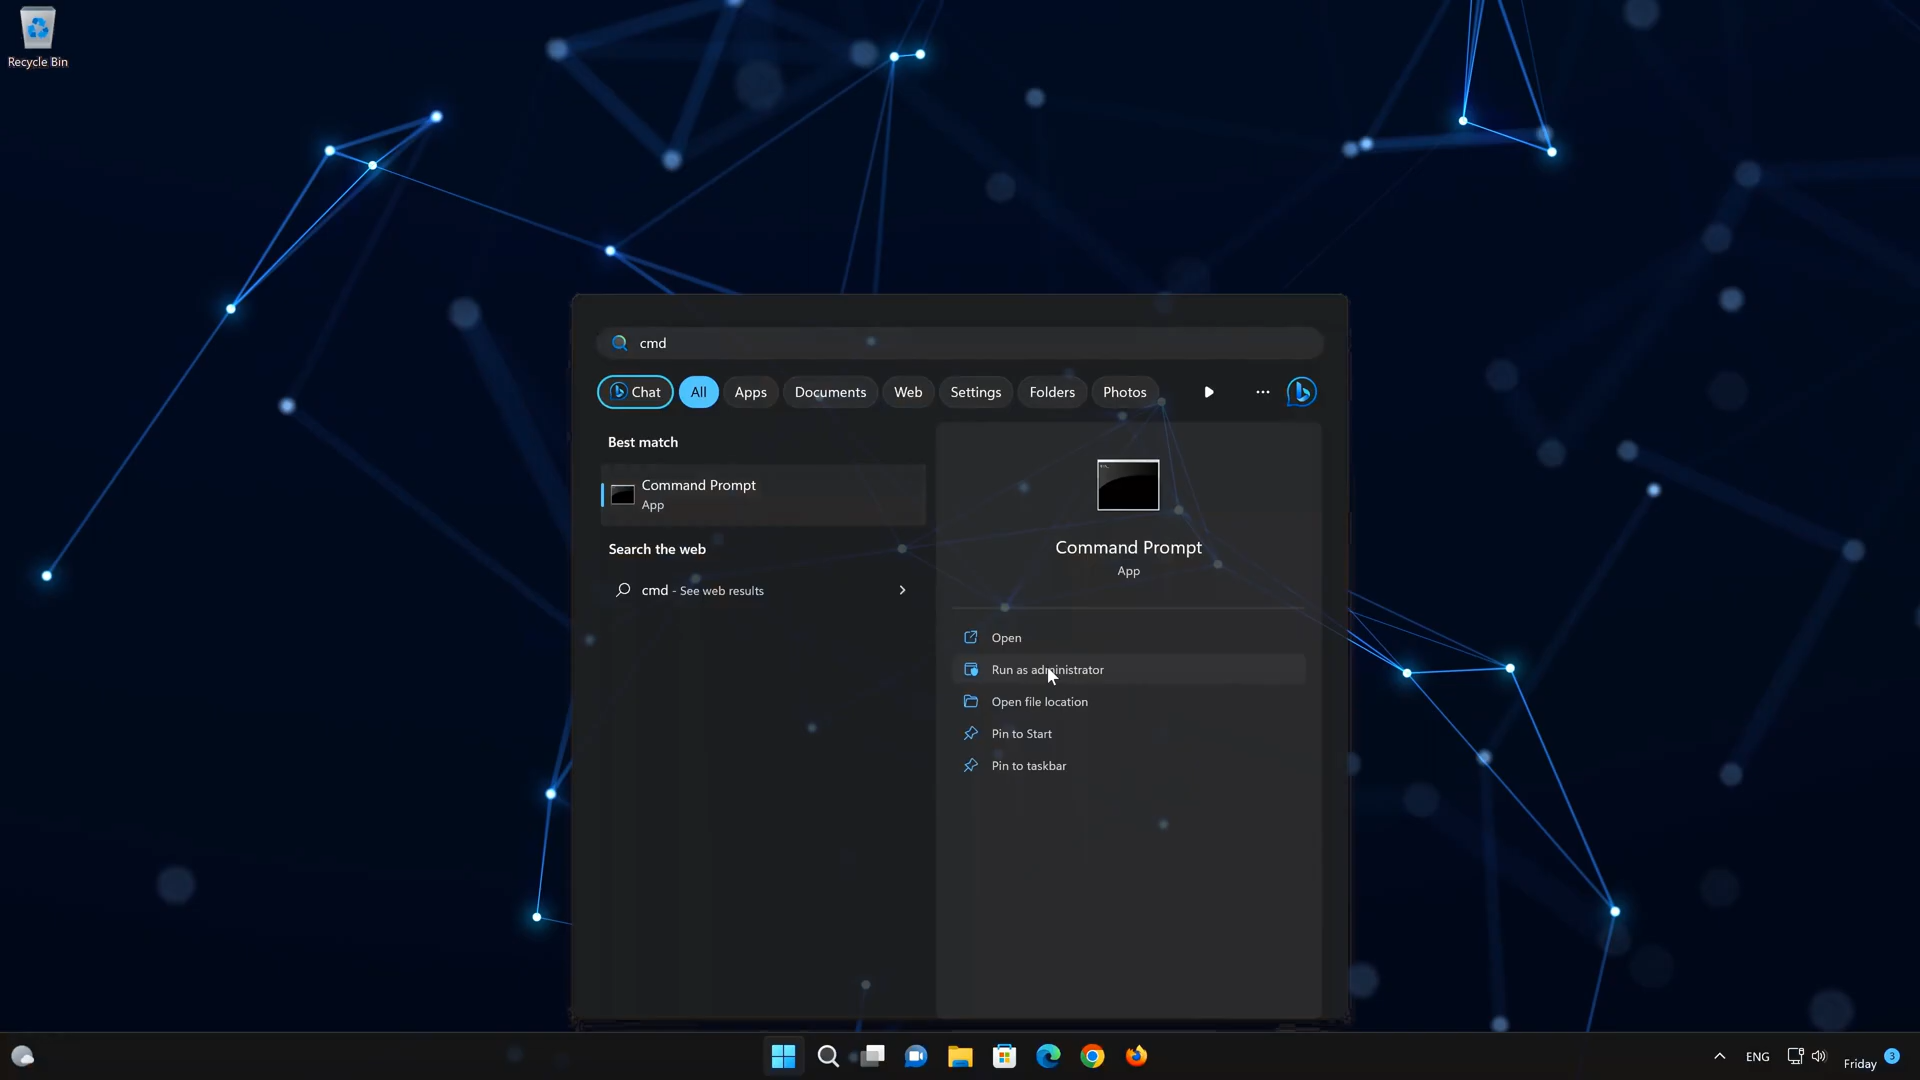 Recycle Bin
cmd
Chat
All
Apps
Documents
Web
Settings
Folders
Photos
Best match
Command Prompt
App
Search the web
cmd - See web results
Command Prompt
App
Open
Run as administrator
Open file location
Pin to Start
Pin to taskbar
ENG
Friday
3